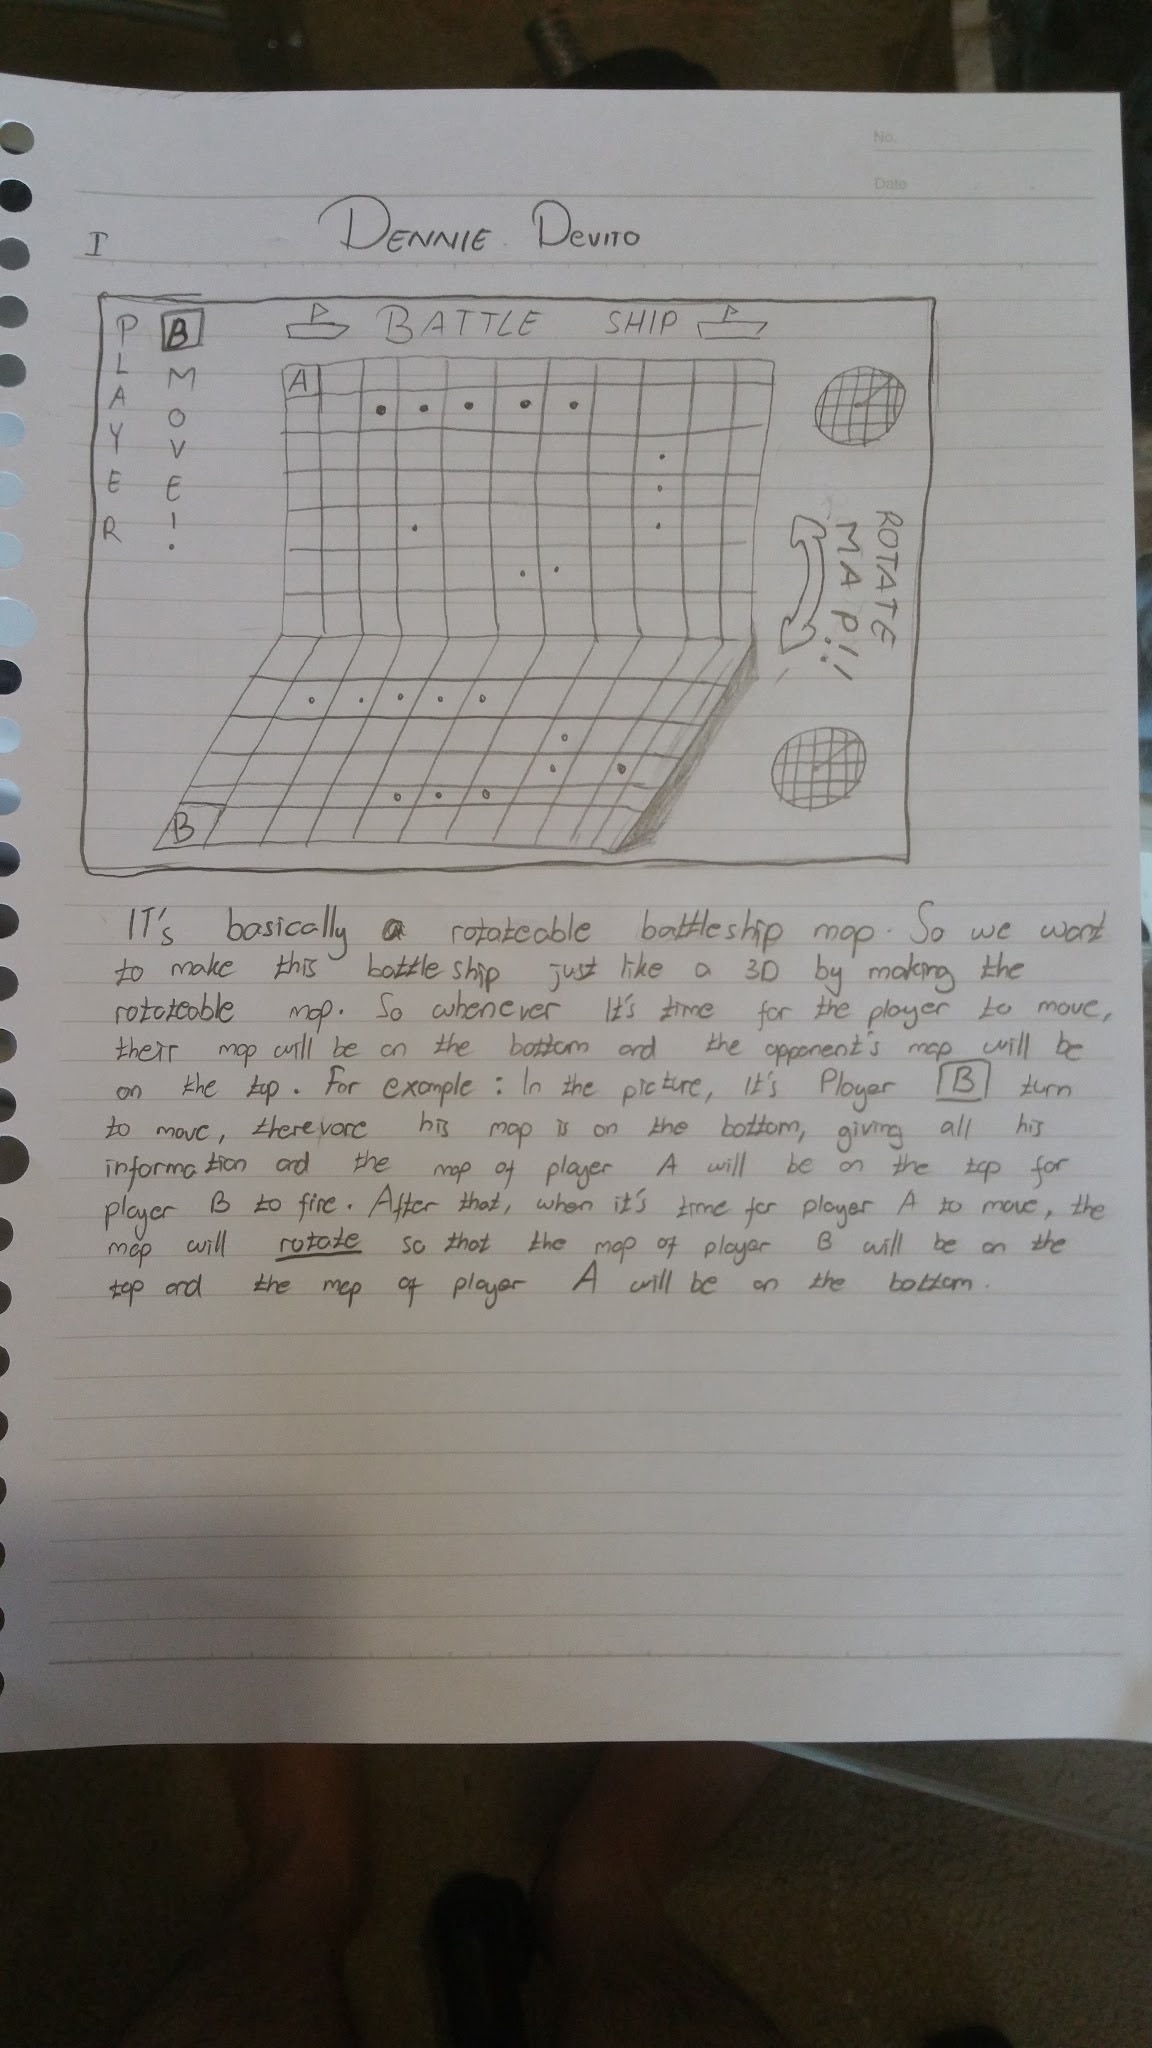 No.
Date
I
DENNIE DEVITO
PLAYER
B MOVE!
BATTLE SHIP
A
ROTATE
MAP!!
B
IT's basically a rotateable battleship map. So we want
to make this battle ship just like a 3D by making the
rotateable map. So whenever It's time for the player to move,
their map will be on the bottom and the opponent's map will be
on the top. For example : In the picture, It's Player B turn
to move, therevore his map is on the bottom, giving all his
information and the map of player A will be on the top for
player B to fire. After that, when it's time for player A to move, the
map will rotate so that the map of player B will be on the
top and the map of player A will be on the bottom.